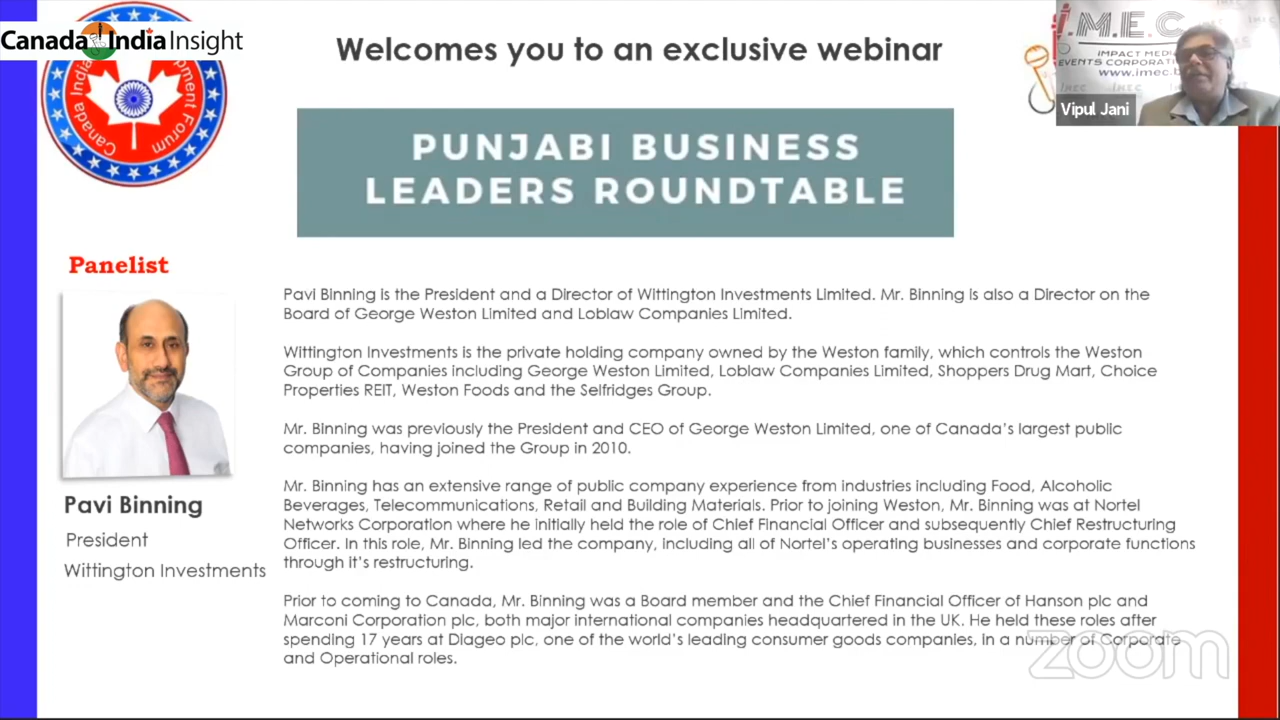 Canada India Insight
Canada India
Development Forum
Welcomes you to an exclusive webinar
I.M.E.C
IMPACT MEDIA
EVENTS CORPORATI
www.imec.b
IMEC
Vipul Jani
PUNJABI BUSINESS
LEADERS ROUNDTABLE
Panelist
Pavi Binning
President
Wittington Investments
Pavi Binning is the President and a Director of Wittington Investments Limited. Mr. Binning is also a Director on the
Board of George Weston Limited and Loblaw Companies Limited.
Wittington Investments is the private holding company owned by the Weston family, which controls the Weston
Group of Companies including George Weston Limited, Loblaw Companies Limited, Shoppers Drug Mart, Choice
Properties REIT, Weston Foods and the Selfridges Group.
Mr. Binning was previously the President and CEO of George Weston Limited, one of Canada's largest public
companies, having joined the Group in 2010.
Mr. Binning has an extensive range of public company experience from industries including Food, Alcoholic
Beverages, Telecommunications, Retail and Building Materials. Prior to joining Weston, Mr. Binning was at Nortel
Networks Corporation where he initially held the role of Chief Financial Officer and subsequently Chief Restructuring
Officer. In this role, Mr. Binning led the company, including all of Nortel's operating businesses and corporate functions
through it's restructuring.
Prior to coming to Canada, Mr. Binning was a Board member and the Chief Financial Officer of Hanson plc and
Marconi Corporation plc, both major international companies headquartered in the UK. He held these roles after
spending 17 years at Diageo plc, one of the world's leading consumer goods companies, in a number of Corporate
and Operational roles.
zoom